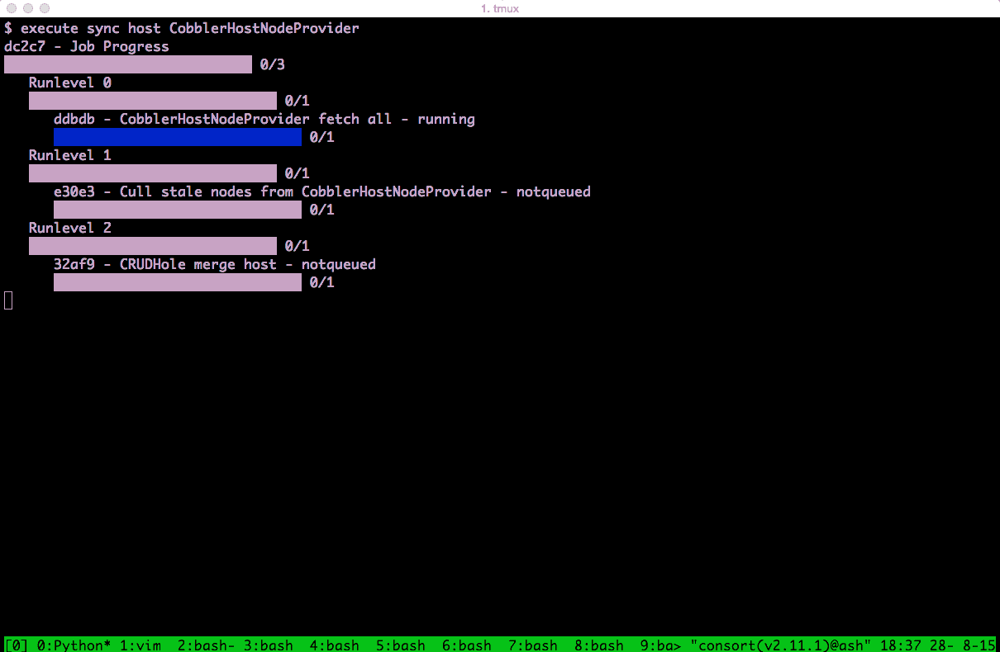 1. tmux
$ execute sync host CobblerHostNodeProvider
dc2c7 - Job Progress
0/3
Runlevel 0
0/1
ddbdb - CobblerHostNodeProvider fetch all - running
0/1
Runlevel 1
0/1
e30e3 - Cull stale nodes from CobblerHostNodeProvider - notqueued
0/1
Runlevel 2
0/1
32af9 - CRUDHole merge host - notqueued
0/1
[0] 0:Python* 1:vim  2:bash- 3:bash  4:bash  5:bash  6:bash  7:bash  8:bash  9:ba> "consort(v2.11.1)@ash" 18:37 28- 8-15